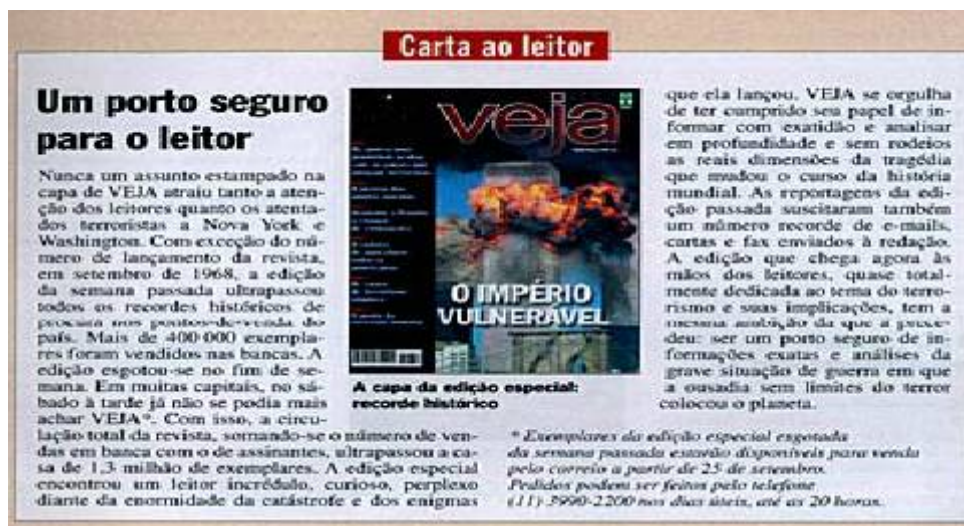 Carta ao leitor
Um porto seguro
para o leitor
Nunca um assunto estampado na
capa de VEJA atraiu tanto a aten-
ção dos leitores quanto os atenta-
dos terroristas a Nova York e
Washington. Com exceção do nú-
mero de lançamento da revista,
em setembro de 1968, a edição
da semana passada ultrapassou
todos os recordes históricos de
procura nos pontos-de-venda do
país. Mais de 400 000 exempla-
res foram vendidos nas bancas. A
edição esgotou-se no fim de se-
mana. Em muitas capitais, no sá-
bado à tarde já não se podia mais
achar VEJA*. Com isso, a circu-
lação total da revista, somando-se o número de ven-
das em banca com o de assinantes, ultrapassou a ca-
sa de 1,3 milhão de exemplares. A edição especial
encontrou um leitor incrédulo, curioso, perplexo
diante da enormidade da catástrofe e dos enigmas
veja
O IMPÉRIO
VULNERÁVEL
A capa da edição especial:
recorde histórico
que ela lançou. VEJA se orgulha
de ter cumprido seu papel de in-
formar com exatidão e analisar
em profundidade e sem rodeios
as reais dimensões da tragédia
que mudou o curso da história
mundial. As reportagens da edi-
ção passada suscitaram também
um número recorde de e-mails,
cartas e fax enviados à redação.
A edição que chega agora às
mãos dos leitores, quase total-
mente dedicada ao tema do terro-
rismo e suas implicações, tem a
mesma ambição da que a prece-
deu: ser um porto seguro de in-
formações exatas e análises da
grave situação de guerra em que
a ousadia sem limites do terror
colocou o planeta.
* Exemplares da edição especial esgotada
da semana passada estarão disponíveis para venda
pelo correio a partir de 25 de setembro.
Pedidos podem ser feitos pelo telefone
(11) 3990-2200 nos dias úteis, até as 20 horas.